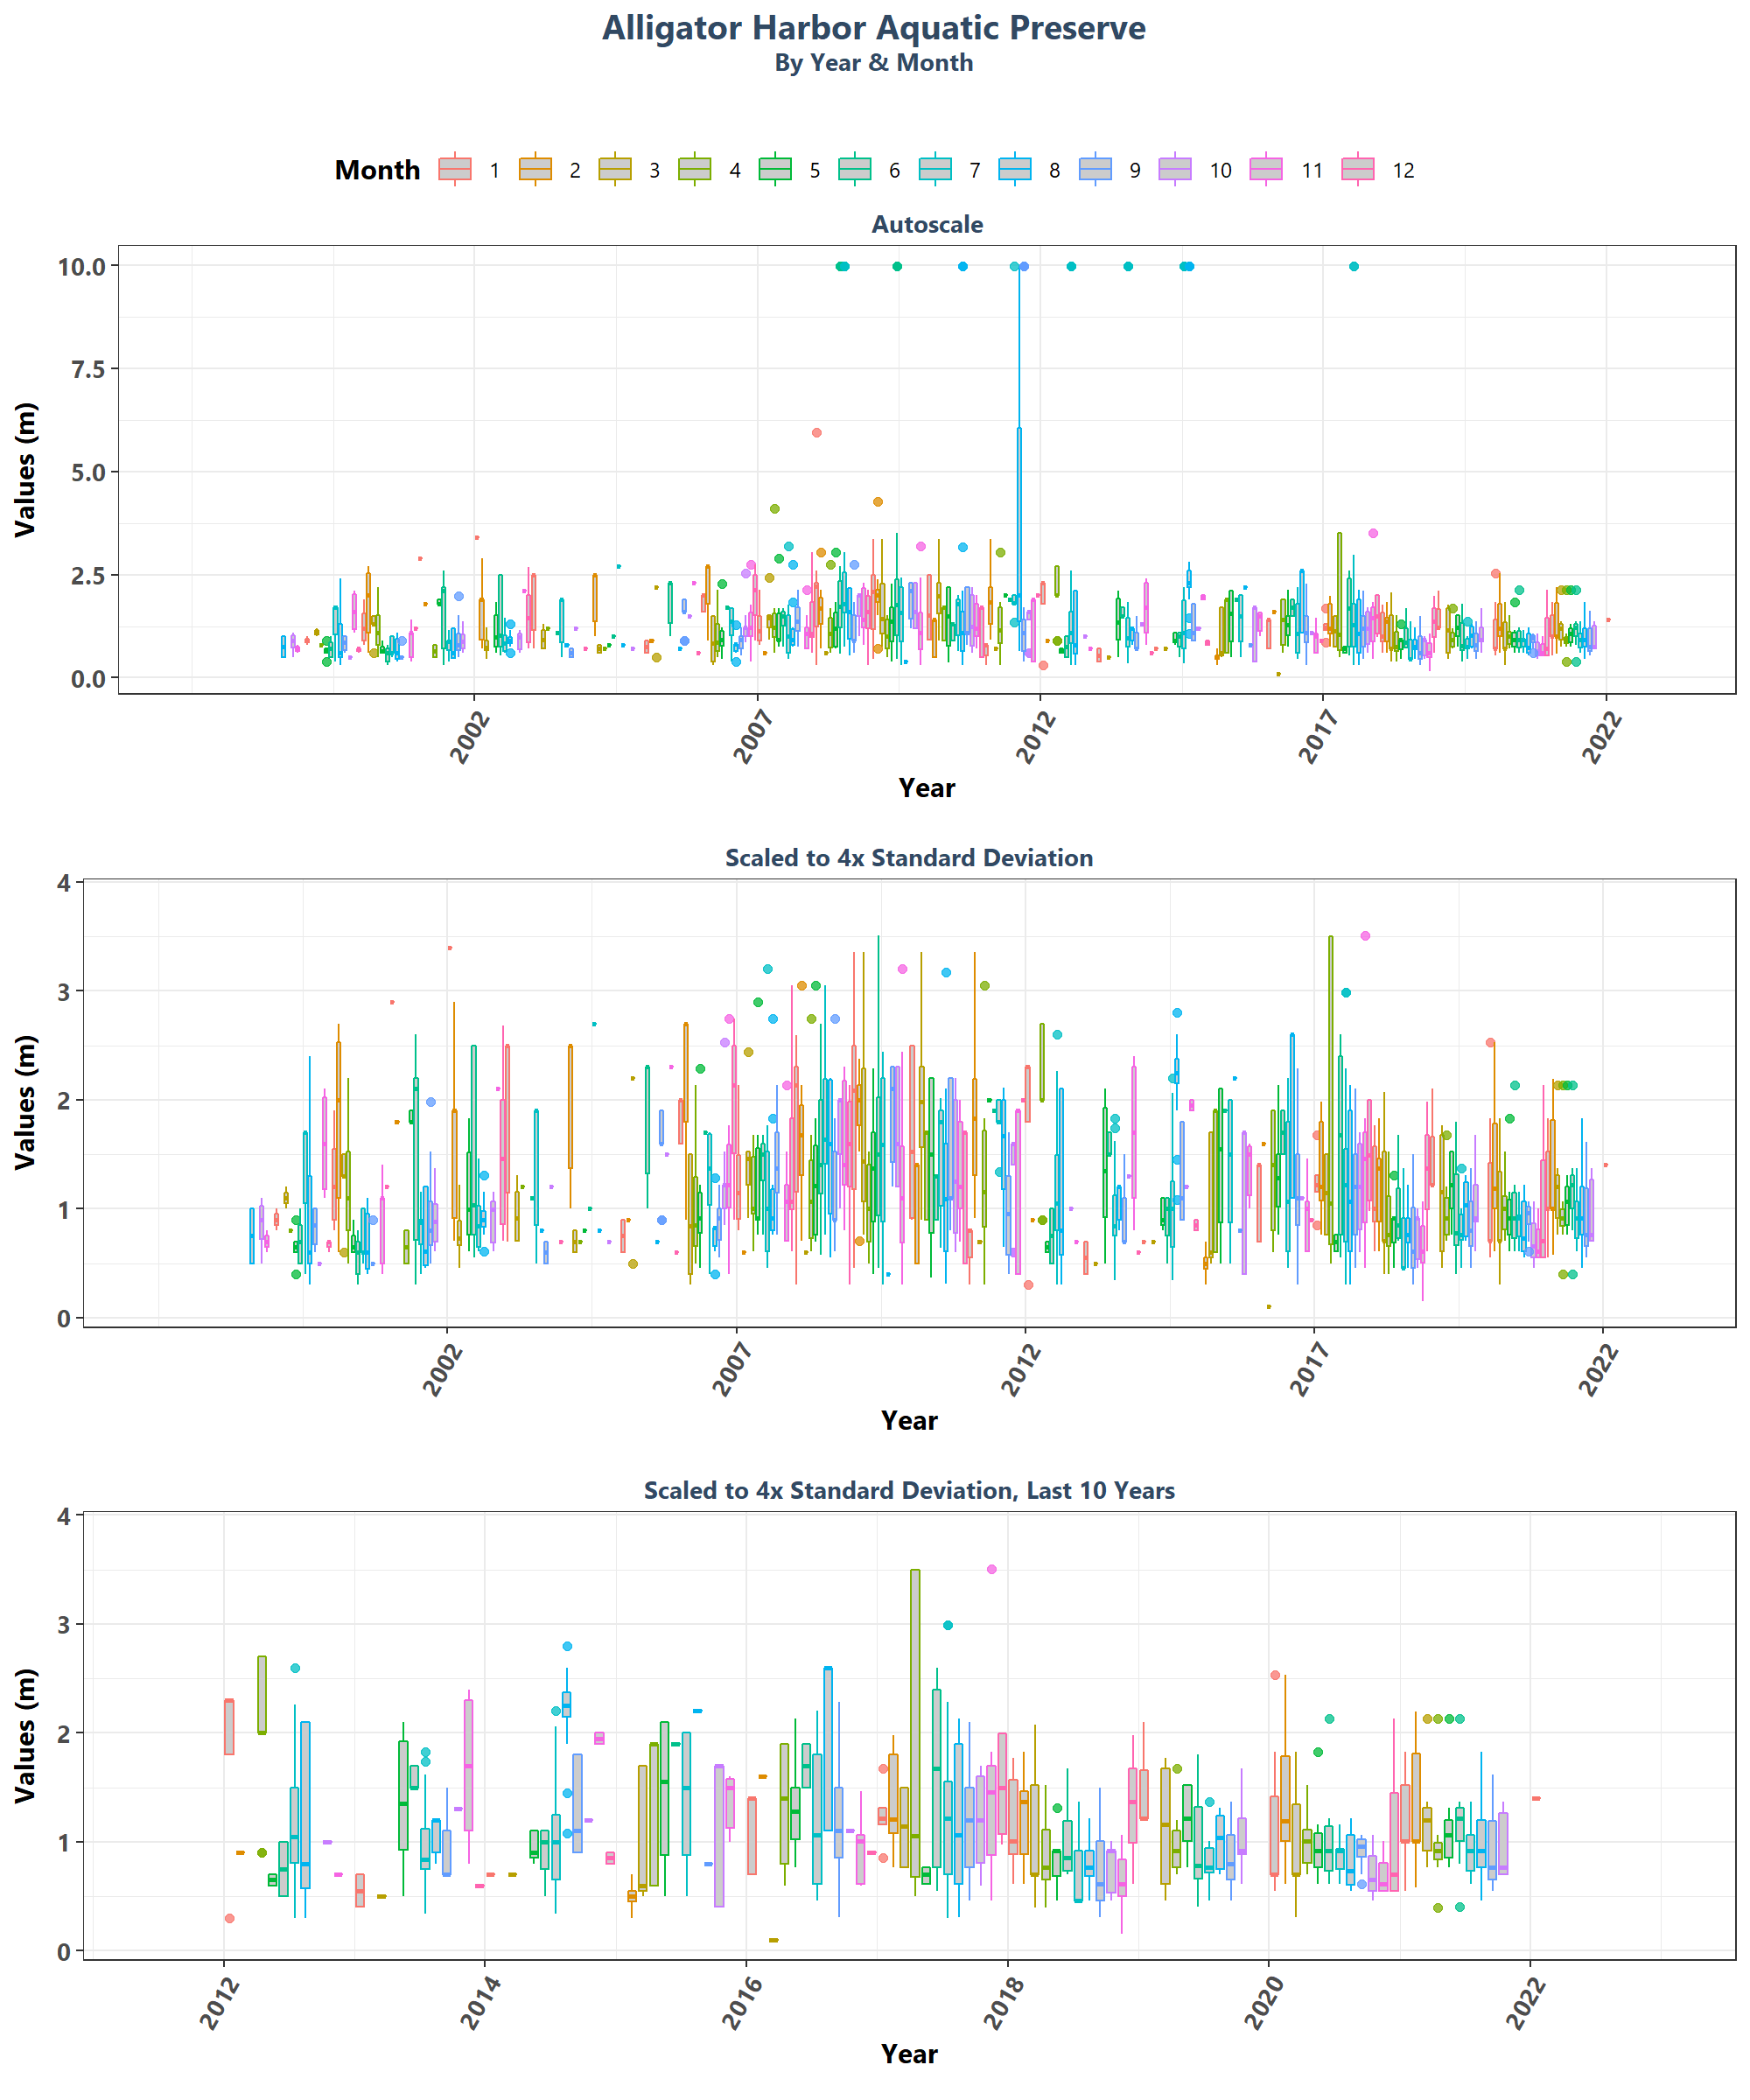 Alligator Harbor Aquatic Preserve
By Year & Month
Month 1 2 3 4 5 6 7 8 9 10 11 12
Autoscale
10.0
7.5
5.0
2.5
0.0
Values (m)
2002 2007 2012 2017 2022
Year
Scaled to 4x Standard Deviation
4
3
2
1
0
Values (m)
2002 2007 2012 2017 2022
Year
Scaled to 4x Standard Deviation, Last 10 Years
4
3
2
1
0
Values (m)
2012 2014 2016 2018 2020 2022
Year